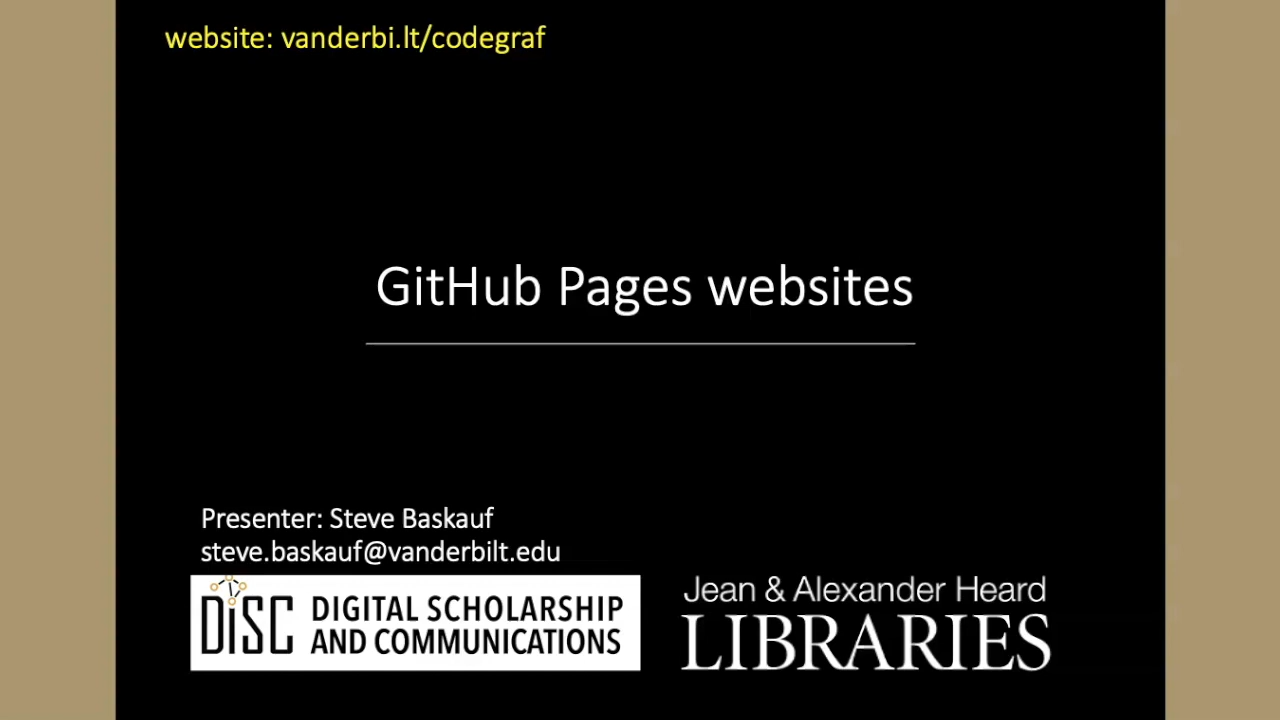 website: vanderbi.lt/codegraf
GitHub Pages websites
Presenter: Steve Baskauf
steve.baskauf@vanderbilt.edu
DiSC DIGITAL SCHOLARSHIP
AND COMMUNICATIONS
Jean & Alexander Heard
LIBRARIES